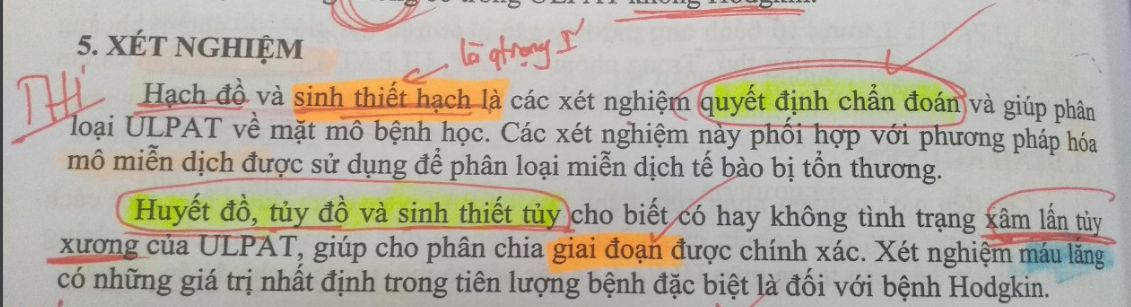 5. XÉT NGHIỆM
là qtrọng I
THI
Hạch đồ và sinh thiết hạch là các xét nghiệm quyết định chẩn đoán và giúp phân
loại ULPAT về mặt mô bệnh học. Các xét nghiệm này phối hợp với phương pháp hóa
mô miễn dịch được sử dụng để phân loại miễn dịch tế bào bị tổn thương.
Huyết đồ, tủy đồ và sinh thiết tủy cho biết có hay không tình trạng xâm lấn tủy
xương của ULPAT, giúp cho phân chia giai đoạn được chính xác. Xét nghiệm máu lắng
có những giá trị nhất định trong tiên lượng bệnh đặc biệt là đối với bệnh Hodgkin.